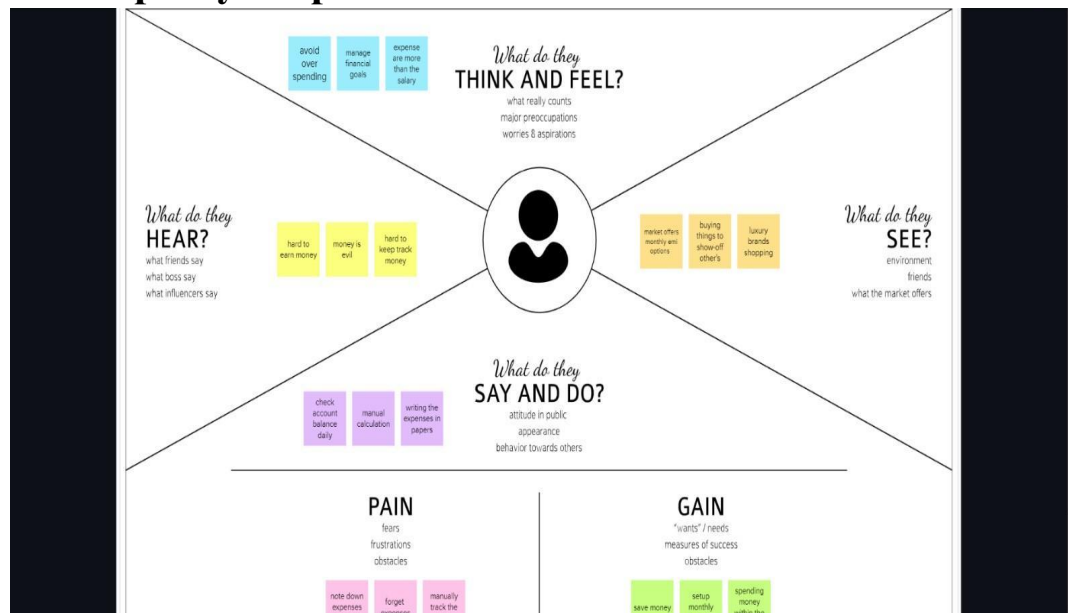 avoid
over
spending
manage
financial
goals
expense
are more
than the
salary
What do they
THINK AND FEEL?
what really counts
major preoccupations
worries & aspirations
What do they
HEAR?
what friends say
what boss say
what influencers say
hard to
earn money
money is
evil
hard to
keep track
money
market offers
monthly emi
options
buying
things to
show-off
other's
luxury
brands
shopping
What do they
SEE?
environment
friends
what the market offers
What do they
SAY AND DO?
attitude in public
appearance
behavior towards others
check
account
balance
daily
manual
calculation
writing the
expenses in
papers
PAIN
fears
frustrations
obstacles
GAIN
"wants" / needs
measures of success
obstacles
note down
expenses
forget
manually
track the
save money
setup
monthly
spending
money